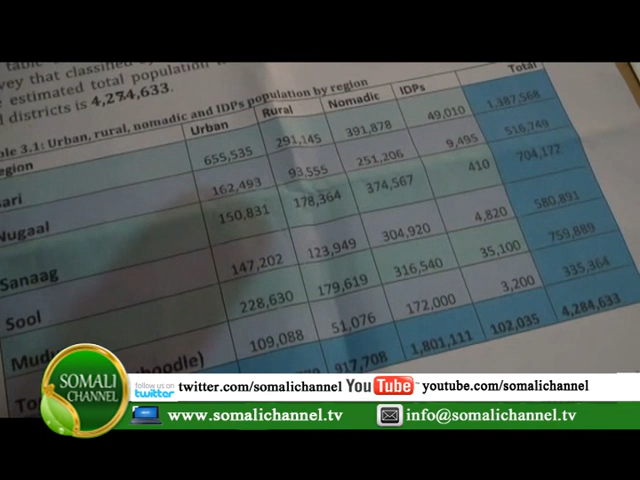 table
vey that classified
e estimated total population
l districts is 4,274,633.
ble 3.1: Urban, rural, nomadic and IDPs population by region
egion Urban Rural Nomadic IDPs Total
ari 655,535 291,145 391,878 49,010 1,387,568
Nugaal 162,493 93,555 251,206 9,495 516,749
Sanaag 150,831 178,364 374,567 410 704,172
Sool 147,202 123,949 304,920 4,820 580,891
Mud 228,630 179,619 316,540 35,100 759,889
hoodle) 109,088 51,076 172,000 3,200 335,364
To 917,708 1,801,111 102,035 4,284,633
SOMALI
CHANNEL
follow us on
twitter
twitter.com/somalichannel YouTube youtube.com/somalichannel
www.somalichannel.tv info@somalichannel.tv